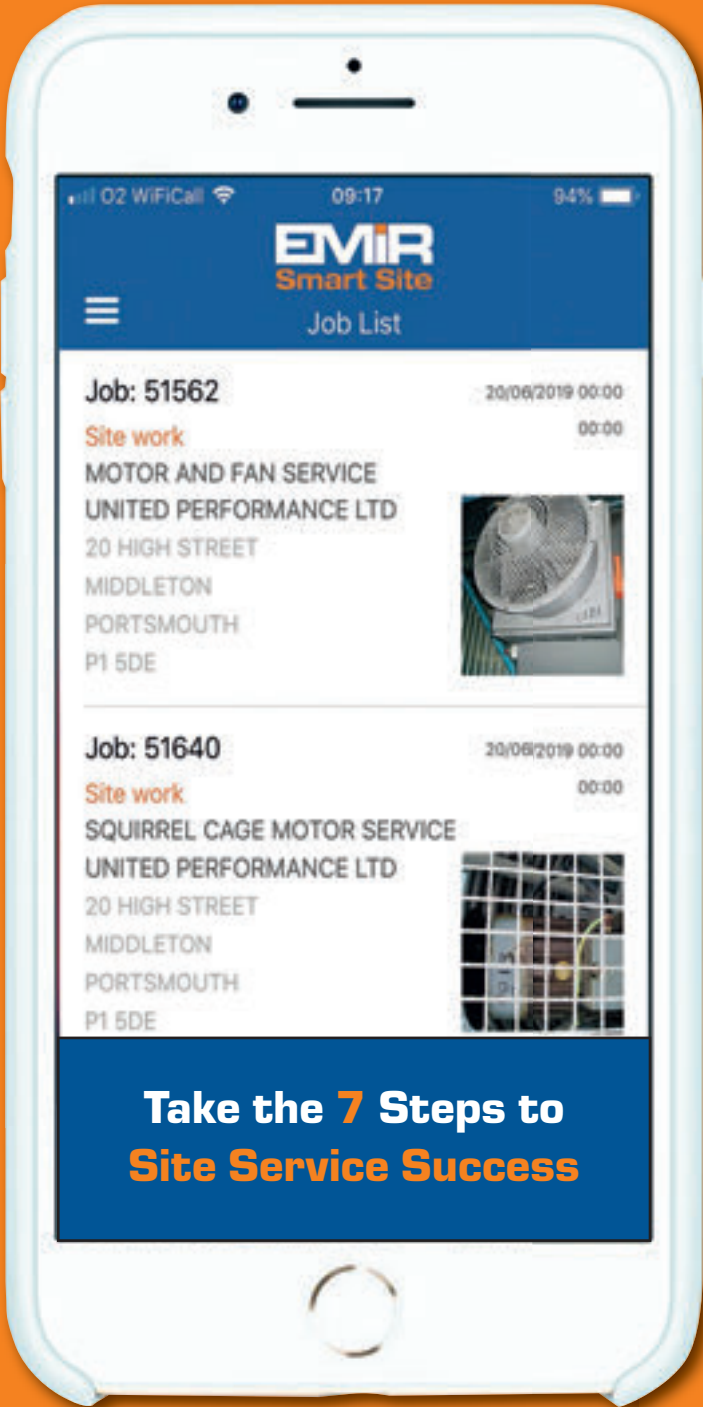 O2 WiFiCall 09:17 94%
EMiR
Smart Site
Job List
Job: 51562 20/06/2019 00:00
Site work 00:00
MOTOR AND FAN SERVICE
UNITED PERFORMANCE LTD
20 HIGH STREET
MIDDLETON
PORTSMOUTH
P1 5DE
Job: 51640 20/06/2019 00:00
Site work 00:00
SQUIRREL CAGE MOTOR SERVICE
UNITED PERFORMANCE LTD
20 HIGH STREET
MIDDLETON
PORTSMOUTH
P1 5DE
Take the 7 Steps to
Site Service Success